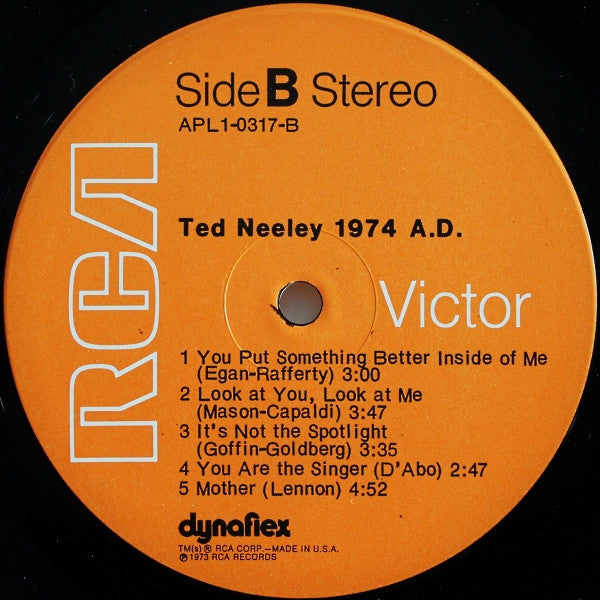 Side B Stereo
APL1-0317-B
RCA
Ted Neeley 1974 A.D.
Victor
1 You Put Something Better Inside of Me
(Egan-Rafferty) 3:00
2 Look at You, Look at Me
(Mason-Capaldi) 3:47
3 It's Not the Spotlight
(Goffin-Goldberg) 3:35
4 You Are the Singer (D'Abo) 2:47
5 Mother (Lennon) 4:52
dynaflex
TM(s) ® RCA CORP.—MADE IN U.S.A.
℗ 1973 RCA RECORDS